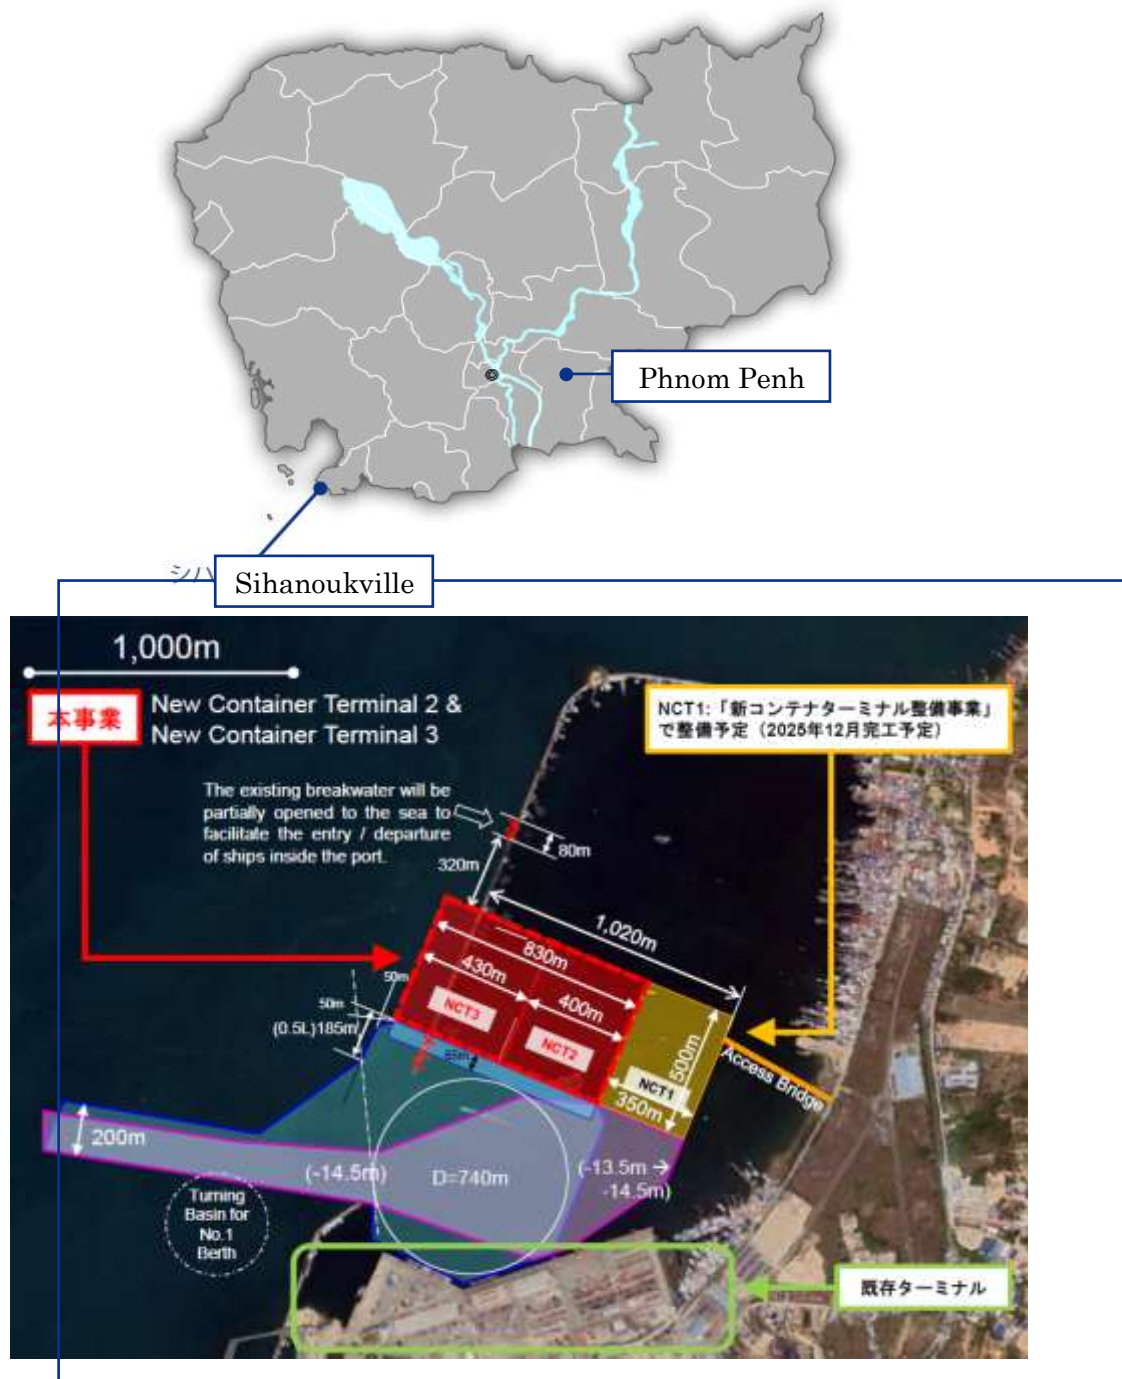 Phnom Penh
シハ
Sihanoukville
1,000m
本事業
New Container Terminal 2 &
New Container Terminal 3
NCT1:「新コンテナターミナル整備事業」
で整備予定（2025年12月完工予定）
The existing breakwater will be
partially opened to the sea to
facilitate the entry / departure
of ships inside the port.
80m
320m
1,020m
830m
430m
400m
50m
50m
(0.5L)185m
NCT3
NCT2
NCT1
500m
350m
Access Bridge
200m
(-14.5m)
D=740m
(-13.5m →
-14.5m)
Turning
Basin for
No.1
Berth
既存ターミナル